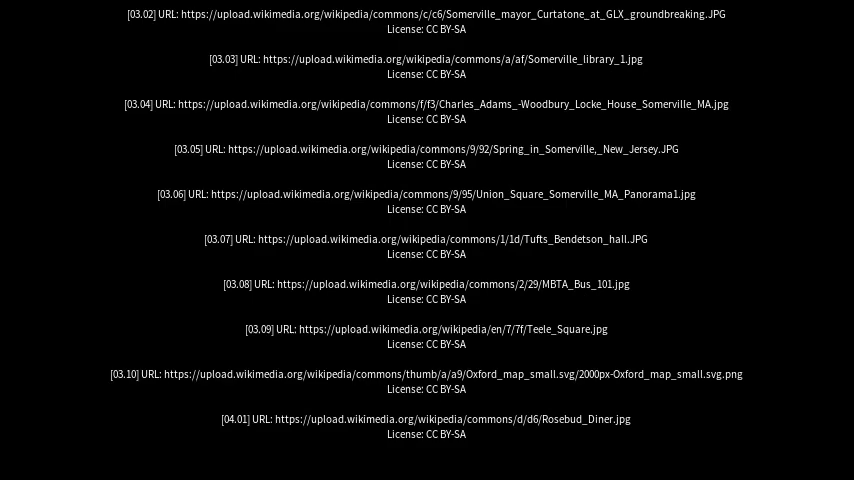 [03.02] URL: https://upload.wikimedia.org/wikipedia/commons/c/c6/Somerville_mayor_Curtatone_at_GLX_groundbreaking.JPG
License: CC BY-SA
[03.03] URL: https://upload.wikimedia.org/wikipedia/commons/a/af/Somerville_library_1.jpg
License: CC BY-SA
[03.04] URL: https://upload.wikimedia.org/wikipedia/commons/f/f3/Charles_Adams_-Woodbury_Locke_House_Somerville_MA.jpg
License: CC BY-SA
[03.05] URL: https://upload.wikimedia.org/wikipedia/commons/9/92/Spring_in_Somerville,_New_Jersey.JPG
License: CC BY-SA
[03.06] URL: https://upload.wikimedia.org/wikipedia/commons/9/95/Union_Square_Somerville_MA_Panorama1.jpg
License: CC BY-SA
[03.07] URL: https://upload.wikimedia.org/wikipedia/commons/1/1d/Tufts_Bendetson_hall.JPG
License: CC BY-SA
[03.08] URL: https://upload.wikimedia.org/wikipedia/commons/2/29/MBTA_Bus_101.jpg
License: CC BY-SA
[03.09] URL: https://upload.wikimedia.org/wikipedia/en/7/7f/Teele_Square.jpg
License: CC BY-SA
[03.10] URL: https://upload.wikimedia.org/wikipedia/commons/thumb/a/a9/Oxford_map_small.svg/2000px-Oxford_map_small.svg.png
License: CC BY-SA
[04.01] URL: https://upload.wikimedia.org/wikipedia/commons/d/d6/Rosebud_Diner.jpg
License: CC BY-SA